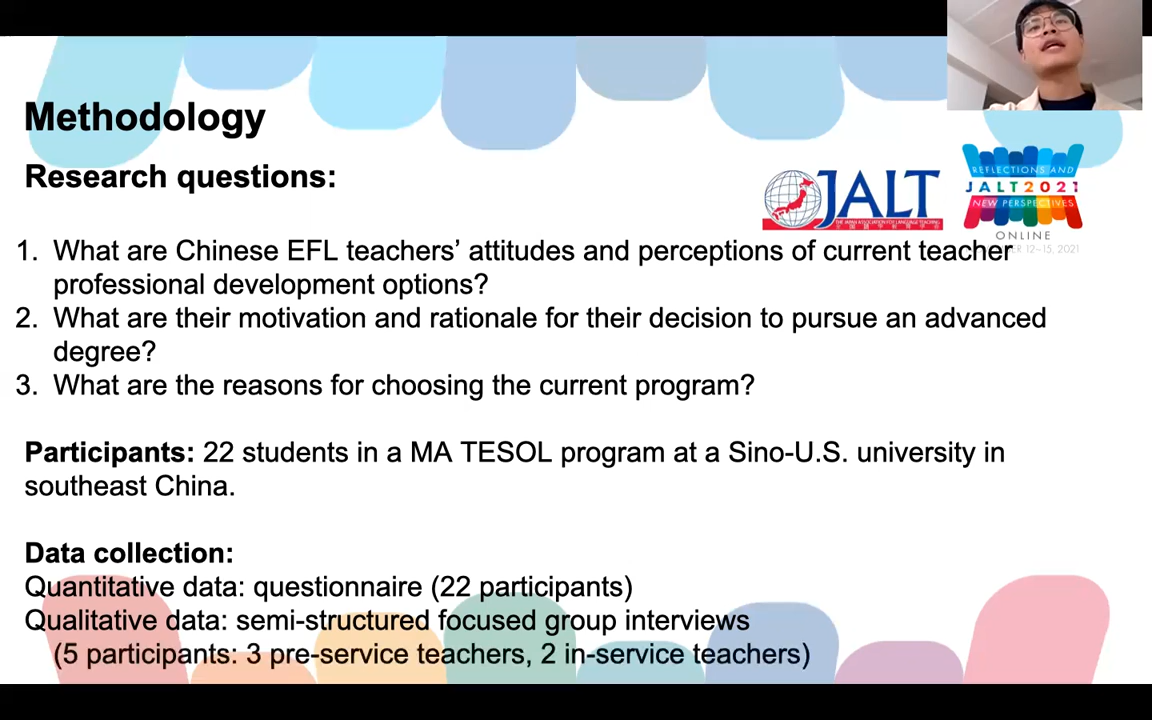 Methodology
Research questions:
JALT
REFLECTIONS AND
JALT2021
NEW PERSPECTIVES
ONLINE
ER 12–15, 2021
1. What are Chinese EFL teachers’ attitudes and perceptions of current teacher
professional development options?
2. What are their motivation and rationale for their decision to pursue an advanced
degree?
3. What are the reasons for choosing the current program?
Participants: 22 students in a MA TESOL program at a Sino-U.S. university in
southeast China.
Data collection:
Quantitative data: questionnaire (22 participants)
Qualitative data: semi-structured focused group interviews
(5 participants: 3 pre-service teachers, 2 in-service teachers)